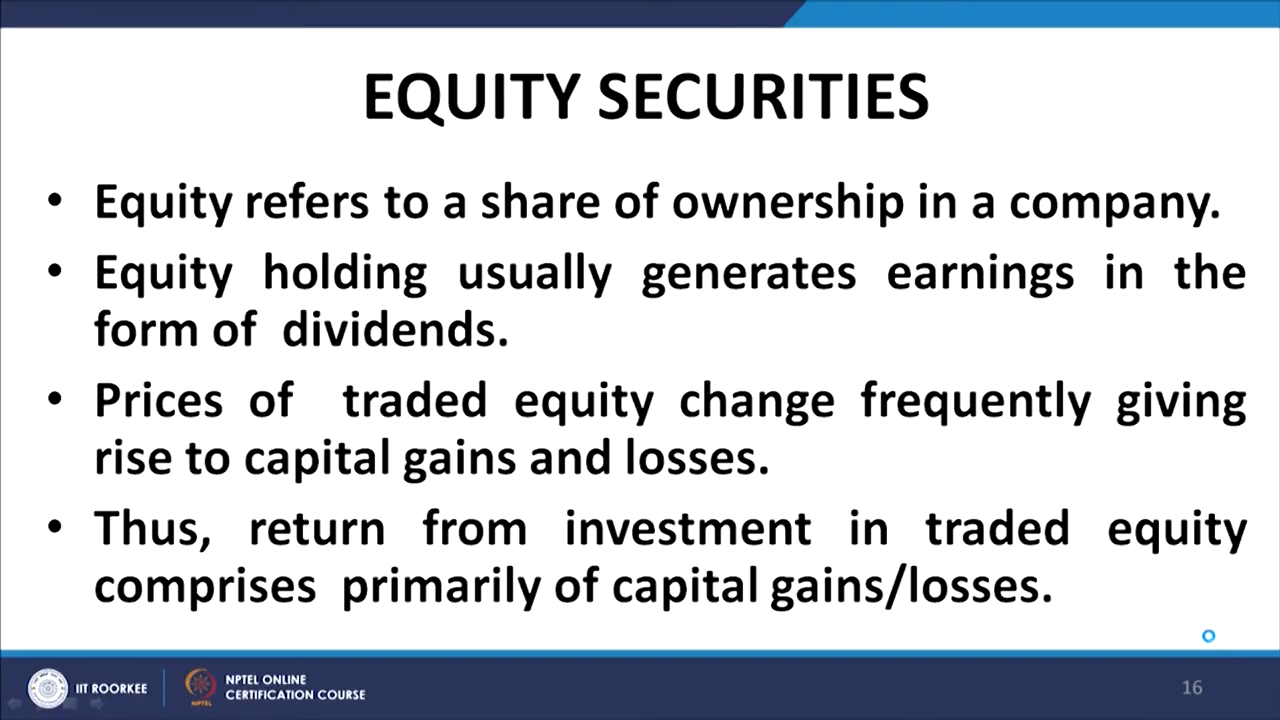 EQUITY SECURITIES
• Equity refers to a share of ownership in a company.
• Equity holding usually generates earnings in the
form of dividends.
• Prices of traded equity change frequently giving
rise to capital gains and losses.
• Thus, return from investment in traded equity
comprises primarily of capital gains/losses.
IIT ROORKEE
NPTEL
NPTEL ONLINE
CERTIFICATION COURSE
16